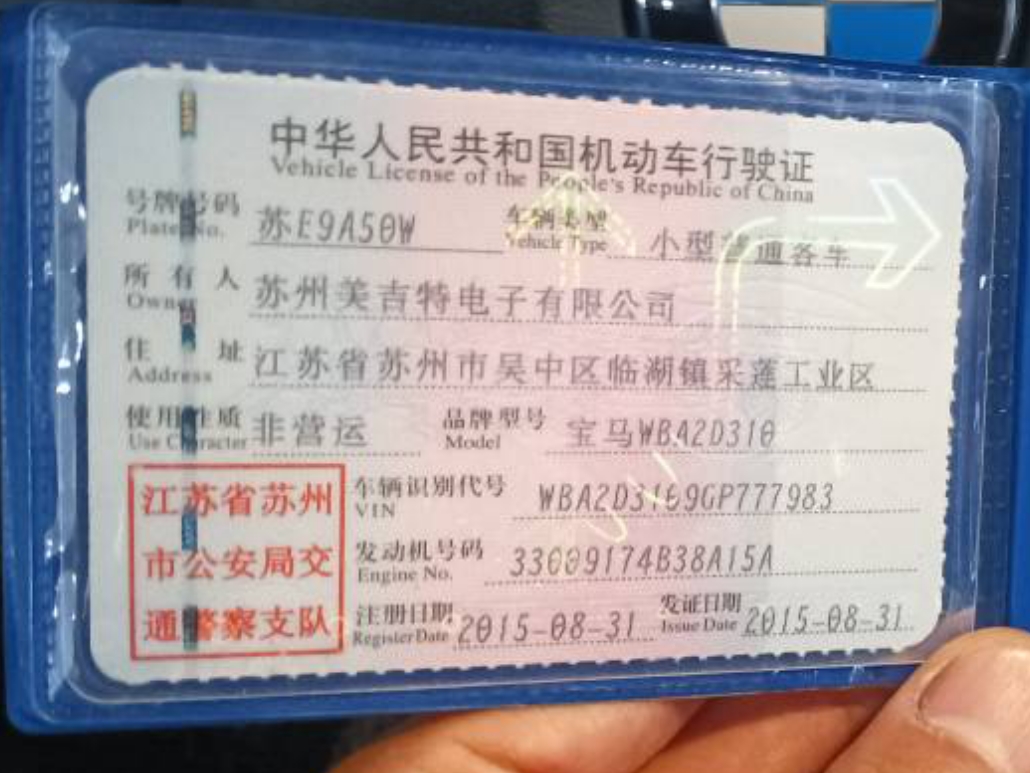 中华人民共和国机动车行驶证
Vehicle License of the People's Republic of China
号牌号码 苏E9A50W 车辆类型 小型普通客车
Plate No. Vehicle Type
所有人 苏州美吉特电子有限公司
Owner
住址 江苏省苏州市吴中区临湖镇采莲工业区
Address
使用性质 非营运 品牌型号 宝马WBA2D310
Use Character Model
江苏省苏州
市公安局交
通警察支队
车辆识别代号 WBA2D3109GP777983
VIN
发动机号码 33009174B38A15A
Engine No.
注册日期 2015-08-31 发证日期 2015-08-31
Register Date Issue Date